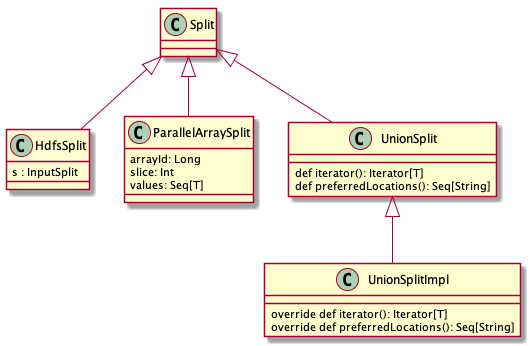 C Split
C HdfsSplit
s : InputSplit
C ParallelArraySplit
arrayId: Long
slice: Int
values: Seq[T]
C UnionSplit
def iterator(): Iterator[T]
def preferredLocations(): Seq[String]
C UnionSplitImpl
override def iterator(): Iterator[T]
override def preferredLocations(): Seq[String]